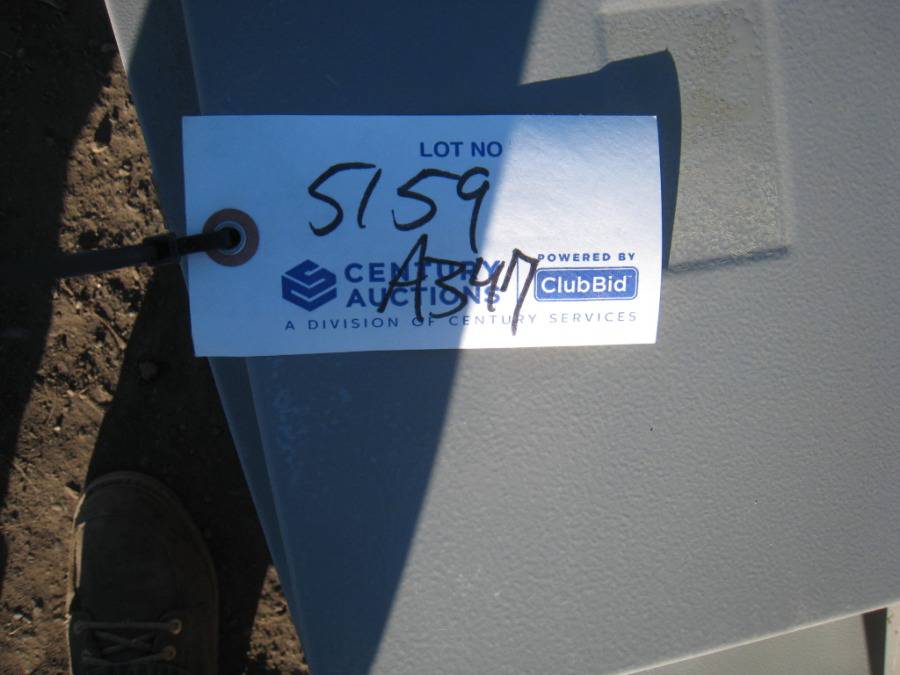 LOT NO
5159
A347
CENTURY
AUCTIONS
POWERED BY
ClubBid
A DIVISION OF CENTURY SERVICES